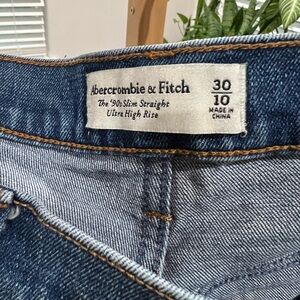 Abercrombie & Fitch
The '90s Slim Straight
Ultra High Rise
30
10
MADE IN
CHINA